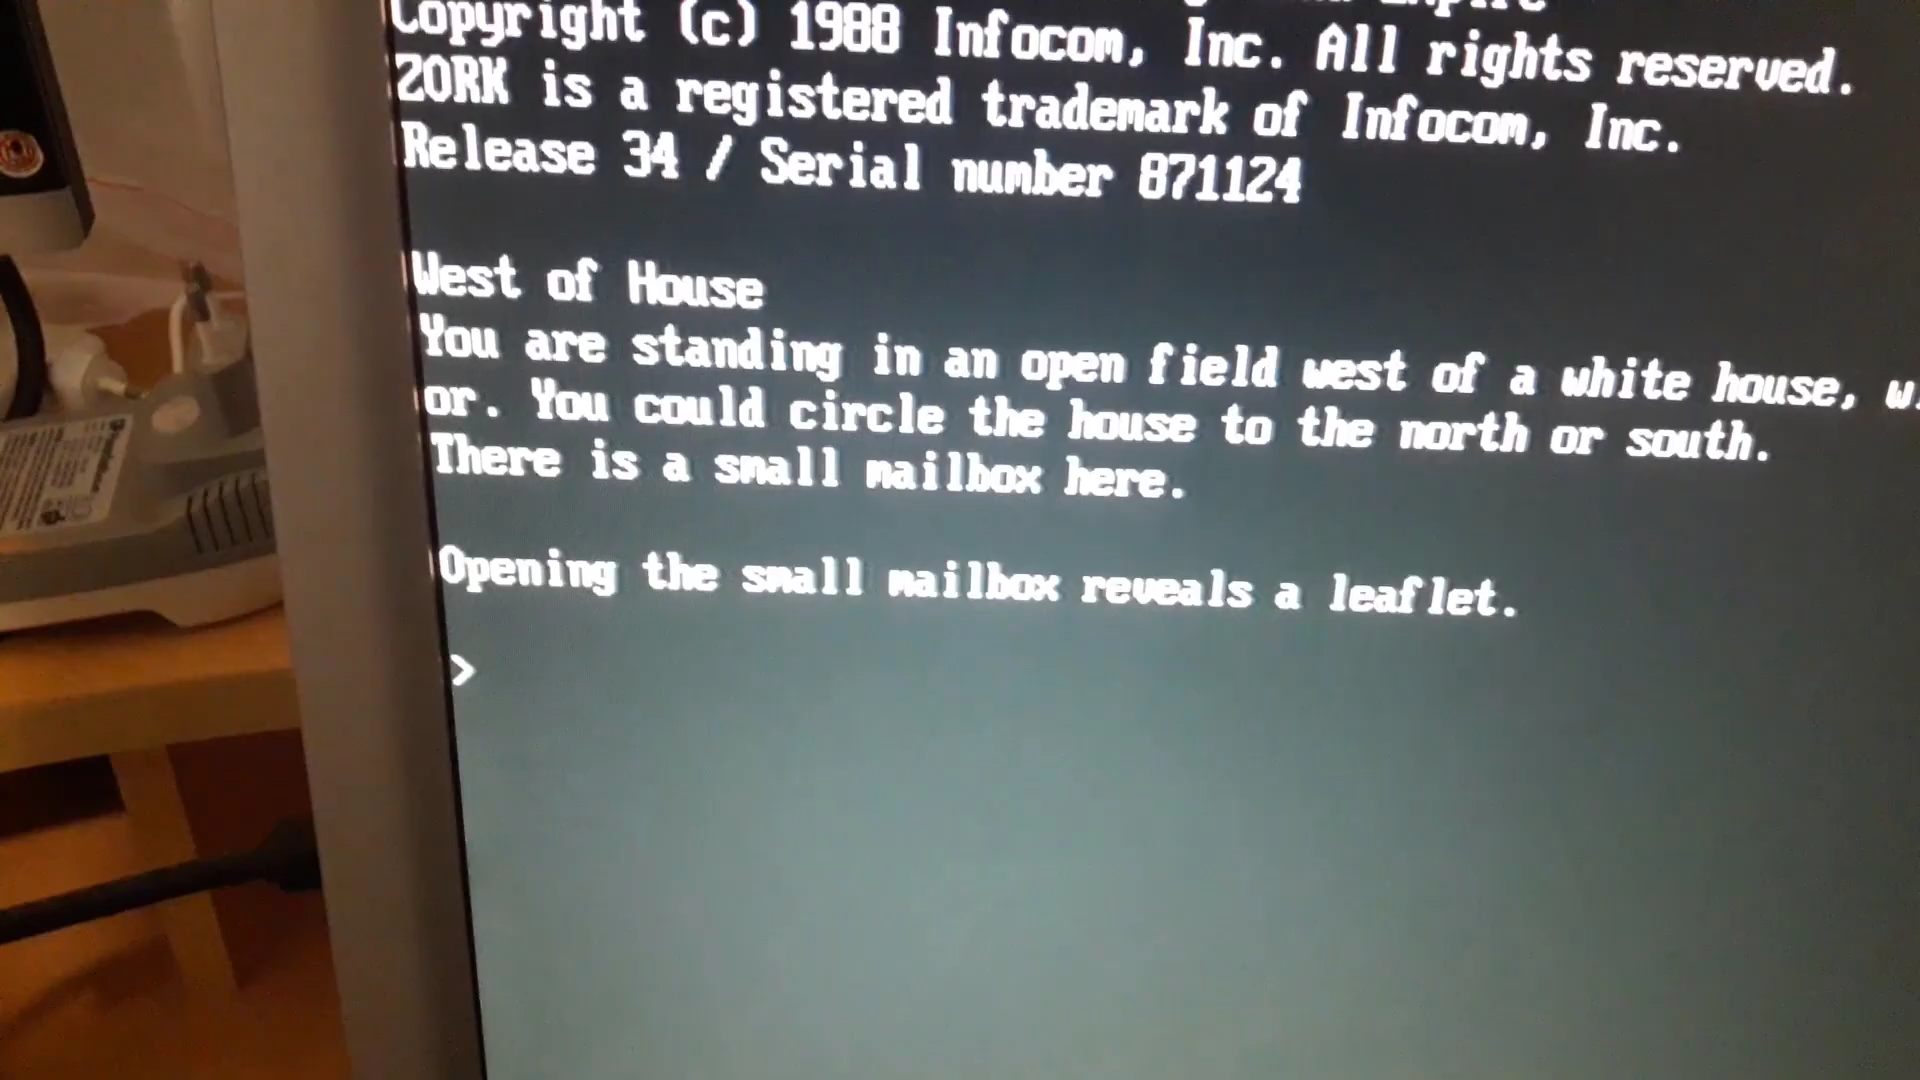 Copyright (c) 1988 Infocom, Inc. All rights reserved.
ZORK is a registered trademark of Infocom, Inc.
Release 34 / Serial number 871124
West of House
You are standing in an open field west of a white house,
or. You could circle the house to the north or south.
There is a small mailbox here.
Opening the small mailbox reveals a leaflet.
>